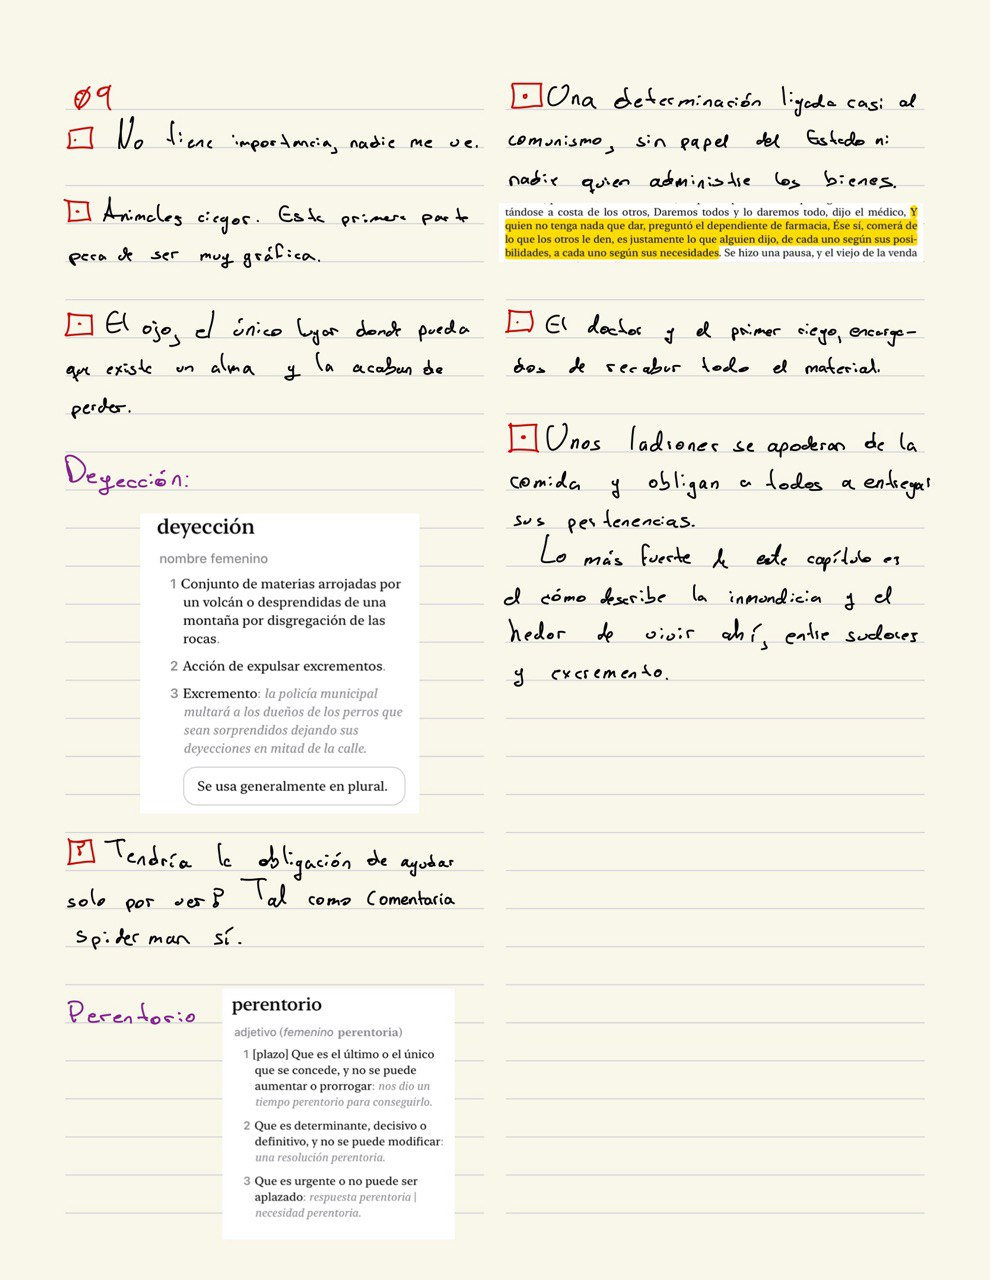 09
No tiene importancia, nadie me ve.
Animales ciegos. Esta primera parte
pera de ser muy gráfica.
El ojo, el único lugar donde pueda
que existe un alma y la acaban de
perder.
Deyección:
deyección
nombre femenino
1 Conjunto de materias arrojadas por
un volcán o desprendidas de una
montaña por disgregación de las
rocas.
2 Acción de expulsar excrementos.
3 Excremento: la policía municipal
multará a los dueños de los perros que
sean sorprendidos dejando sus
deyecciones en mitad de la calle.
Se usa generalmente en plural.
? Tendría la obligación de ayudar
solo por ver? Tal como Comentaria
Spiderman sí.
Perentorio
perentorio
adjetivo (femenino perentoria)
1 [plazo] Que es el último o el único
que se concede, y no se puede
aumentar o prorrogar: nos dio un
tiempo perentorio para conseguirlo.
2 Que es determinante, decisivo o
definitivo, y no se puede modificar:
una resolución perentoria.
3 Que es urgente o no puede ser
aplazado: respuesta perentoria |
necesidad perentoria.
Una determinación ligada casi al
comunismo, sin papel del Estado ni
nadie quien administre los bienes.
tándose a costa de los otros, Daremos todos y lo daremos todo, dijo el médico, Y
quien no tenga nada que dar, preguntó el dependiente de farmacia, Ése sí, comerá de
lo que los otros le den, es justamente lo que alguien dijo, de cada uno según sus posi-
bilidades, a cada uno según sus necesidades. Se hizo una pausa, y el viejo de la venda
El doctor y el primer ciego, encarga-
dos de recabar todo el material.
Unos ladrones se apoderan de la
comida y obligan a todos a entregar
sus pertenencias.
Lo más fuerte de este capítulo es
el cómo describe la inmundicia y el
hedor de vivir ahí, entre sudores
y excremento.